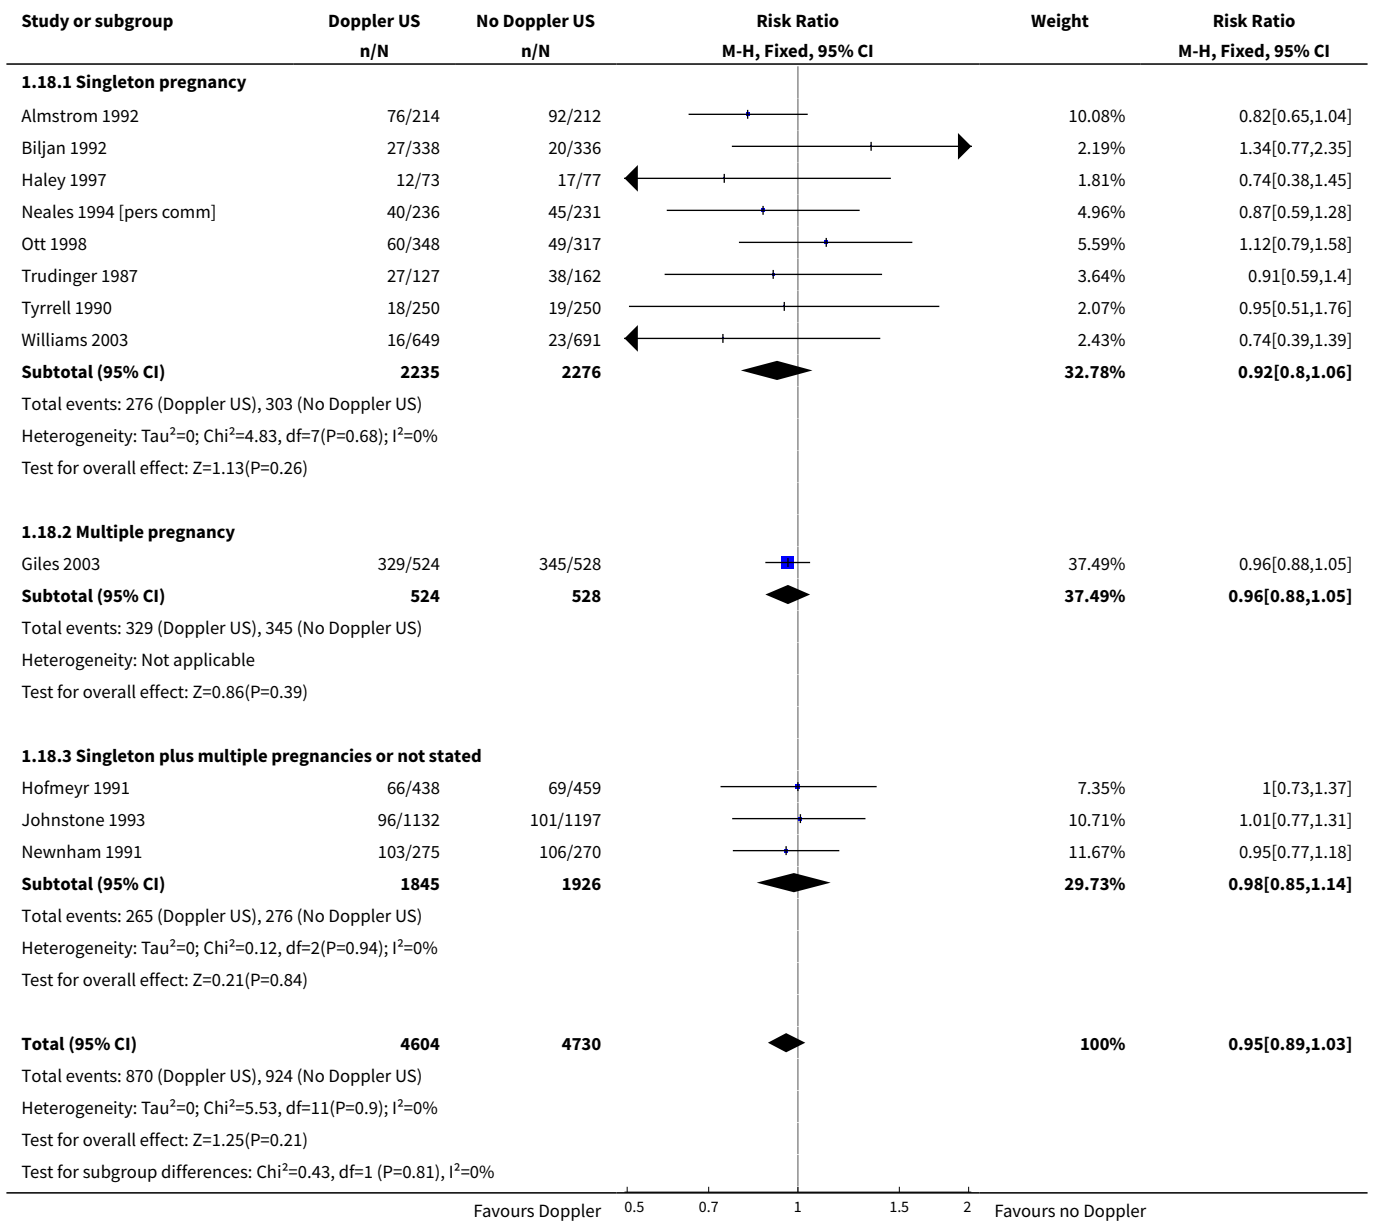 Study or subgroup Doppler US No Doppler US Risk Ratio Weight Risk Ratio
n/N n/N M-H, Fixed, 95% CI M-H, Fixed, 95% CI
1.18.1 Singleton pregnancy
Almstrom 1992 76/214 92/212 10.08% 0.82[0.65,1.04]
Biljan 1992 27/338 20/336 2.19% 1.34[0.77,2.35]
Haley 1997 12/73 17/77 1.81% 0.74[0.38,1.45]
Neales 1994 [pers comm] 40/236 45/231 4.96% 0.87[0.59,1.28]
Ott 1998 60/348 49/317 5.59% 1.12[0.79,1.58]
Trudinger 1987 27/127 38/162 3.64% 0.91[0.59,1.4]
Tyrrell 1990 18/250 19/250 2.07% 0.95[0.51,1.76]
Williams 2003 16/649 23/691 2.43% 0.74[0.39,1.39]
Subtotal (95% CI) 2235 2276 32.78% 0.92[0.8,1.06]
Total events: 276 (Doppler US), 303 (No Doppler US)
Heterogeneity: Tau²=0; Chi²=4.83, df=7(P=0.68); I²=0%
Test for overall effect: Z=1.13(P=0.26)
1.18.2 Multiple pregnancy
Giles 2003 329/524 345/528 37.49% 0.96[0.88,1.05]
Subtotal (95% CI) 524 528 37.49% 0.96[0.88,1.05]
Total events: 329 (Doppler US), 345 (No Doppler US)
Heterogeneity: Not applicable
Test for overall effect: Z=0.86(P=0.39)
1.18.3 Singleton plus multiple pregnancies or not stated
Hofmeyr 1991 66/438 69/459 7.35% 1[0.73,1.37]
Johnstone 1993 96/1132 101/1197 10.71% 1.01[0.77,1.31]
Newnham 1991 103/275 106/270 11.67% 0.95[0.77,1.18]
Subtotal (95% CI) 1845 1926 29.73% 0.98[0.85,1.14]
Total events: 265 (Doppler US), 276 (No Doppler US)
Heterogeneity: Tau²=0; Chi²=0.12, df=2(P=0.94); I²=0%
Test for overall effect: Z=0.21(P=0.84)
Total (95% CI) 4604 4730 100% 0.95[0.89,1.03]
Total events: 870 (Doppler US), 924 (No Doppler US)
Heterogeneity: Tau²=0; Chi²=5.53, df=11(P=0.9); I²=0%
Test for overall effect: Z=1.25(P=0.21)
Test for subgroup differences: Chi²=0.43, df=1 (P=0.81), I²=0%
Favours Doppler 0.5 0.7 1 1.5 2 Favours no Doppler